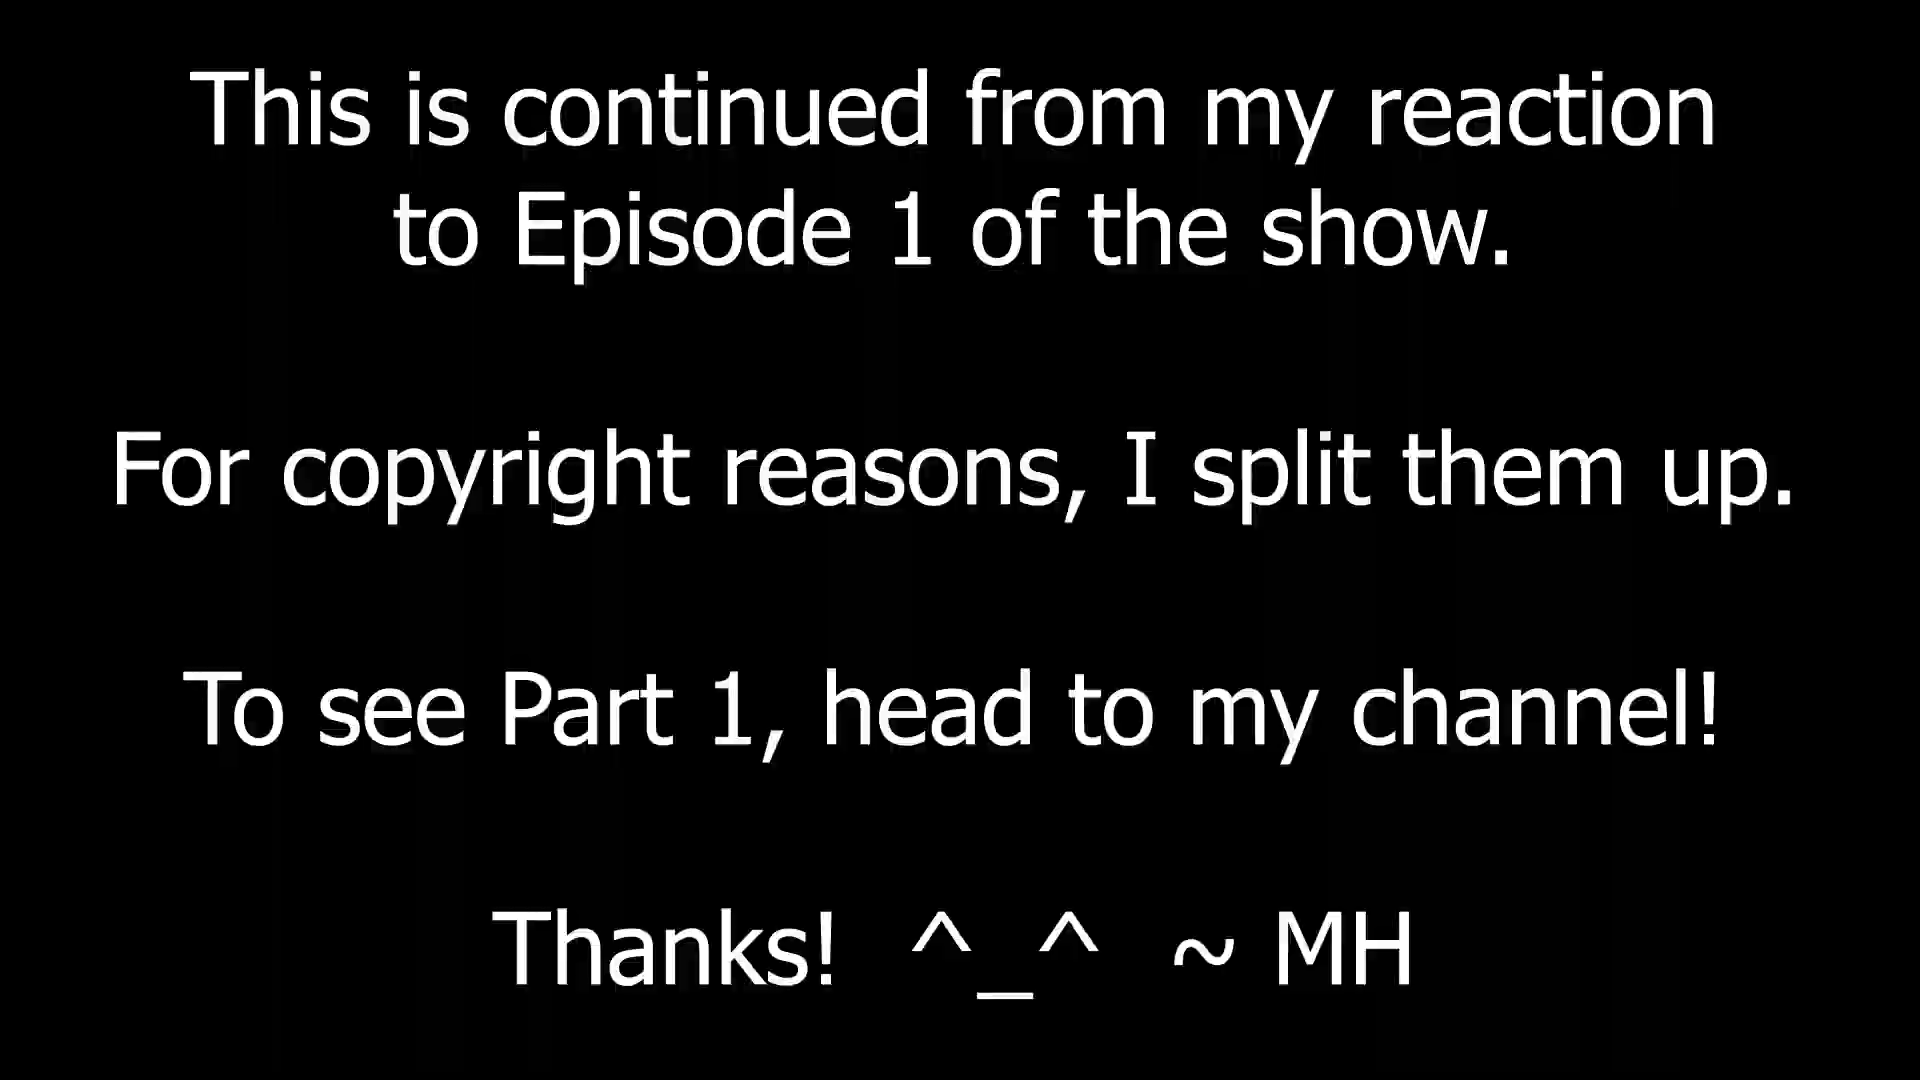 This is continued from my reaction
to Episode 1 of the show.
For copyright reasons, I split them up.
To see Part 1, head to my channel!
Thanks!  ^_^  ~ MH